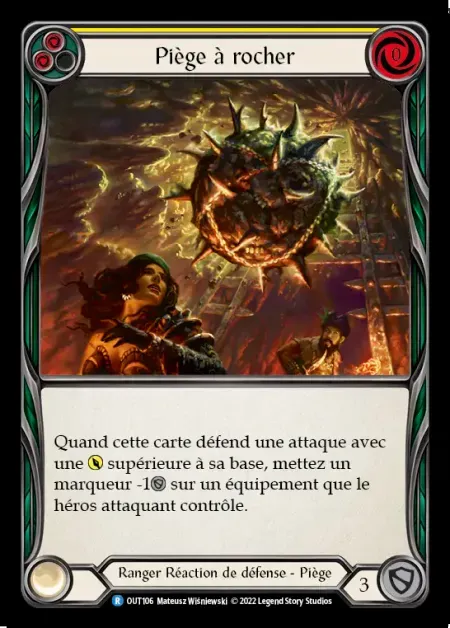 Piège à rocher
0
Quand cette carte défend une attaque avec
une supérieure à sa base, mettez un
marqueur -1 sur un équipement que le
héros attaquant contrôle.
Ranger Réaction de défense - Piège
3
R OUT106 Mateusz Wiśniewski © 2022 Legend Story Studios